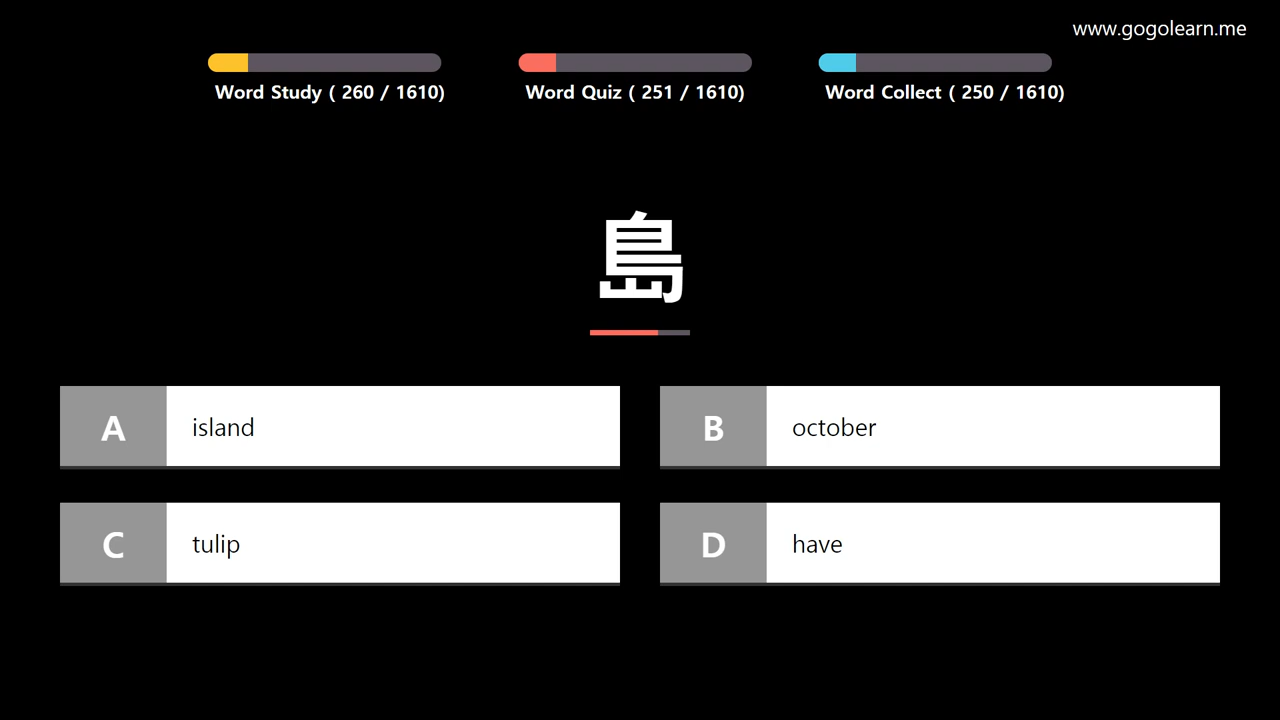 www.gogolearn.me
Word Study ( 260 / 1610)
Word Quiz ( 251 / 1610)
Word Collect ( 250 / 1610)
島
A island
B october
C tulip
D have